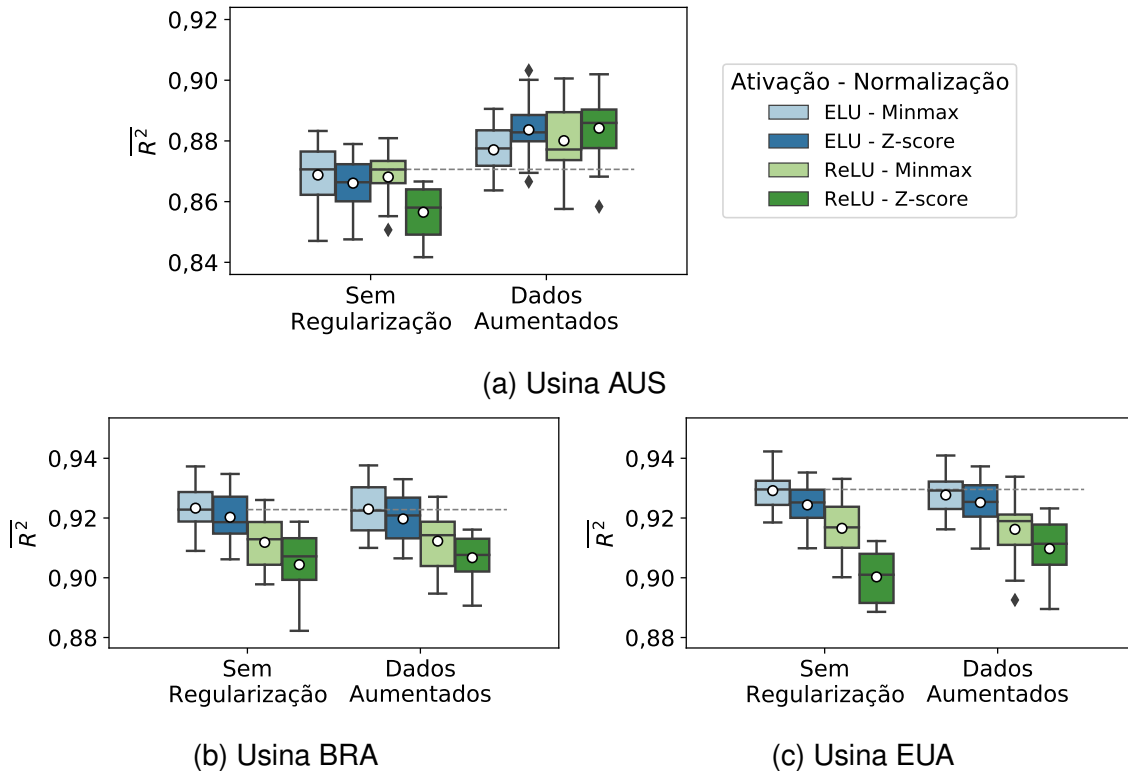 0,92
0,90
0,88
0,86
0,84
R²
Sem
Regularização
Dados
Aumentados
Ativação - Normalização
ELU - Minmax
ELU - Z-score
ReLU - Minmax
ReLU - Z-score
(a) Usina AUS
0,94
0,92
0,90
0,88
R²
Sem
Regularização
Dados
Aumentados
(b) Usina BRA
0,94
0,92
0,90
0,88
R²
Sem
Regularização
Dados
Aumentados
(c) Usina EUA